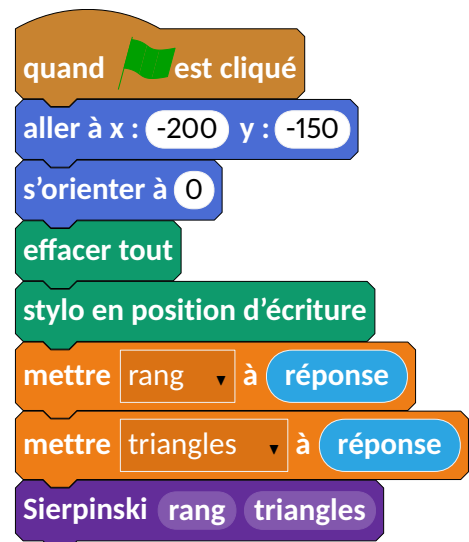 quand est cliqué
aller à x : -200 y : -150
s’orienter à 0
effacer tout
stylo en position d’écriture
mettre rang à réponse
mettre triangles à réponse
Sierpinski rang triangles